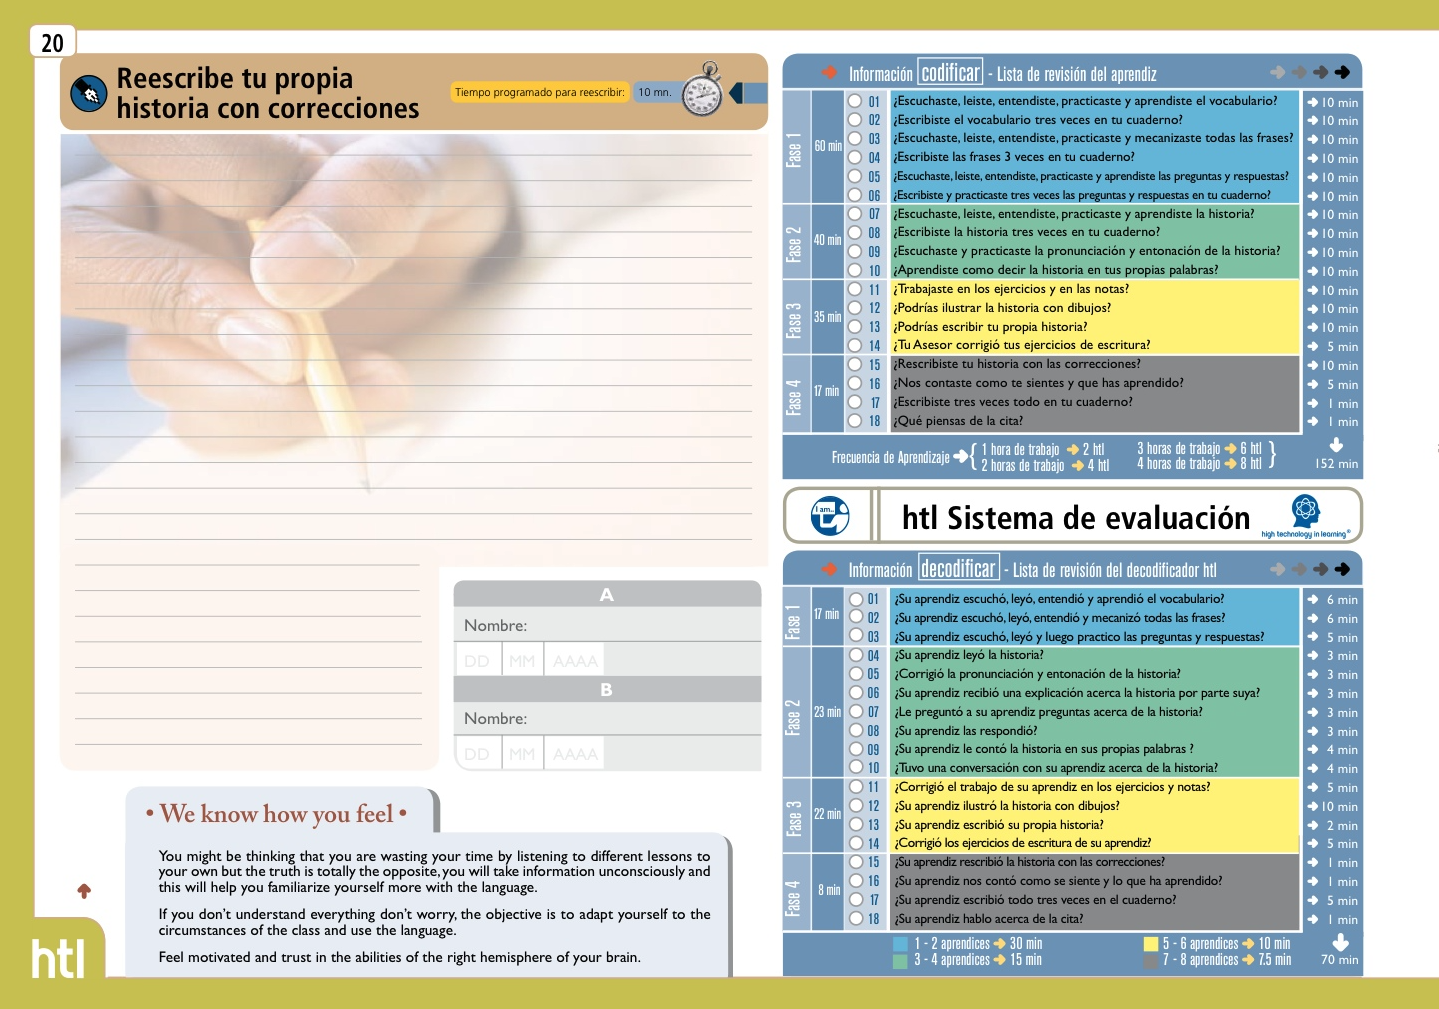 20
Reescribe tu propia
historia con correcciones
Tiempo programado para reescribir:
10 mn.
A
Nombre:
DD MM AAAA
B
Nombre:
DD MM AAAA
• We know how you feel •
You might be thinking that you are wasting your time by listening to different lessons to
your own but the truth is totally the opposite, you will take information unconsciously and
this will help you familiarize yourself more with the language.
If you don't understand everything don't worry, the objective is to adapt yourself to the
circumstances of the class and use the language.
Feel motivated and trust in the abilities of the right hemisphere of your brain.
htl
Información codificar - Lista de revisión del aprendiz
Fase 1
60 min
01 ¿Escuchaste, leiste, entendiste, practicaste y aprendiste el vocabulario? 10 min
02 ¿Escribiste el vocabulario tres veces en tu cuaderno? 10 min
03 ¿Escuchaste, leiste, entendiste, practicaste y mecanizaste todas las frases? 10 min
04 ¿Escribiste las frases 3 veces en tu cuaderno? 10 min
05 ¿Escuchaste, leiste, entendiste, practicaste y aprendiste las preguntas y respuestas? 10 min
06 ¿Escribiste y practicaste tres veces las preguntas y respuestas en tu cuaderno? 10 min
Fase 2
40 min
07 ¿Escuchaste, leiste, entendiste, practicaste y aprendiste la historia? 10 min
08 ¿Escribiste la historia tres veces en tu cuaderno? 10 min
09 ¿Escuchaste y practicaste la pronunciación y entonación de la historia? 10 min
10 ¿Aprendiste como decir la historia en tus propias palabras? 10 min
Fase 3
35 min
11 ¿Trabajaste en los ejercicios y en las notas? 10 min
12 ¿Podrías ilustrar la historia con dibujos? 10 min
13 ¿Podrías escribir tu propia historia? 10 min
14 ¿Tu Asesor corrigió tus ejercicios de escritura? 5 min
Fase 4
17 min
15 ¿Rescribiste tu historia con las correcciones? 10 min
16 ¿Nos contaste como te sientes y que has aprendido? 5 min
17 ¿Escribiste tres veces todo en tu cuaderno? 1 min
18 ¿Qué piensas de la cita? 1 min
Frecuencia de Aprendizaje { 1 hora de trabajo 2 htl 3 horas de trabajo 6 htl }
2 horas de trabajo 4 htl 4 horas de trabajo 8 htl
152 min
I am...
htl Sistema de evaluación
high technology in learning®
Información decodificar - Lista de revisión del decodificador htl
Fase 1
17 min
01 ¿Su aprendiz escuchó, leyó, entendió y aprendió el vocabulario? 6 min
02 ¿Su aprendiz escuchó, leyó, entendió y mecanizó todas las frases? 6 min
03 ¿Su aprendiz escuchó, leyó y luego practico las preguntas y respuestas? 5 min
Fase 2
23 min
04 ¿Su aprendiz leyó la historia? 3 min
05 ¿Corrigió la pronunciación y entonación de la historia? 3 min
06 ¿Su aprendiz recibió una explicación acerca la historia por parte suya? 3 min
07 ¿Le preguntó a su aprendiz preguntas acerca de la historia? 3 min
08 ¿Su aprendiz las respondió? 3 min
09 ¿Su aprendiz le contó la historia en sus propias palabras ? 4 min
10 ¿Tuvo una conversación con su aprendiz acerca de la historia? 4 min
Fase 3
22 min
11 ¿Corrigió el trabajo de su aprendiz en los ejercicios y notas? 5 min
12 ¿Su aprendiz ilustró la historia con dibujos? 10 min
13 ¿Su aprendiz escribió su propia historia? 2 min
14 ¿Corrigió los ejercicios de escritura de su aprendiz? 5 min
Fase 4
8 min
15 ¿Su aprendiz rescribió la historia con las correcciones? 1 min
16 ¿Su aprendiz nos contó como se siente y lo que ha aprendido? 1 min
17 ¿Su aprendiz escribió todo tres veces en el cuaderno? 5 min
18 ¿Su aprendiz hablo acerca de la cita? 1 min
1 - 2 aprendices 30 min 5 - 6 aprendices 10 min
3 - 4 aprendices 15 min 7 - 8 aprendices 7.5 min
70 min